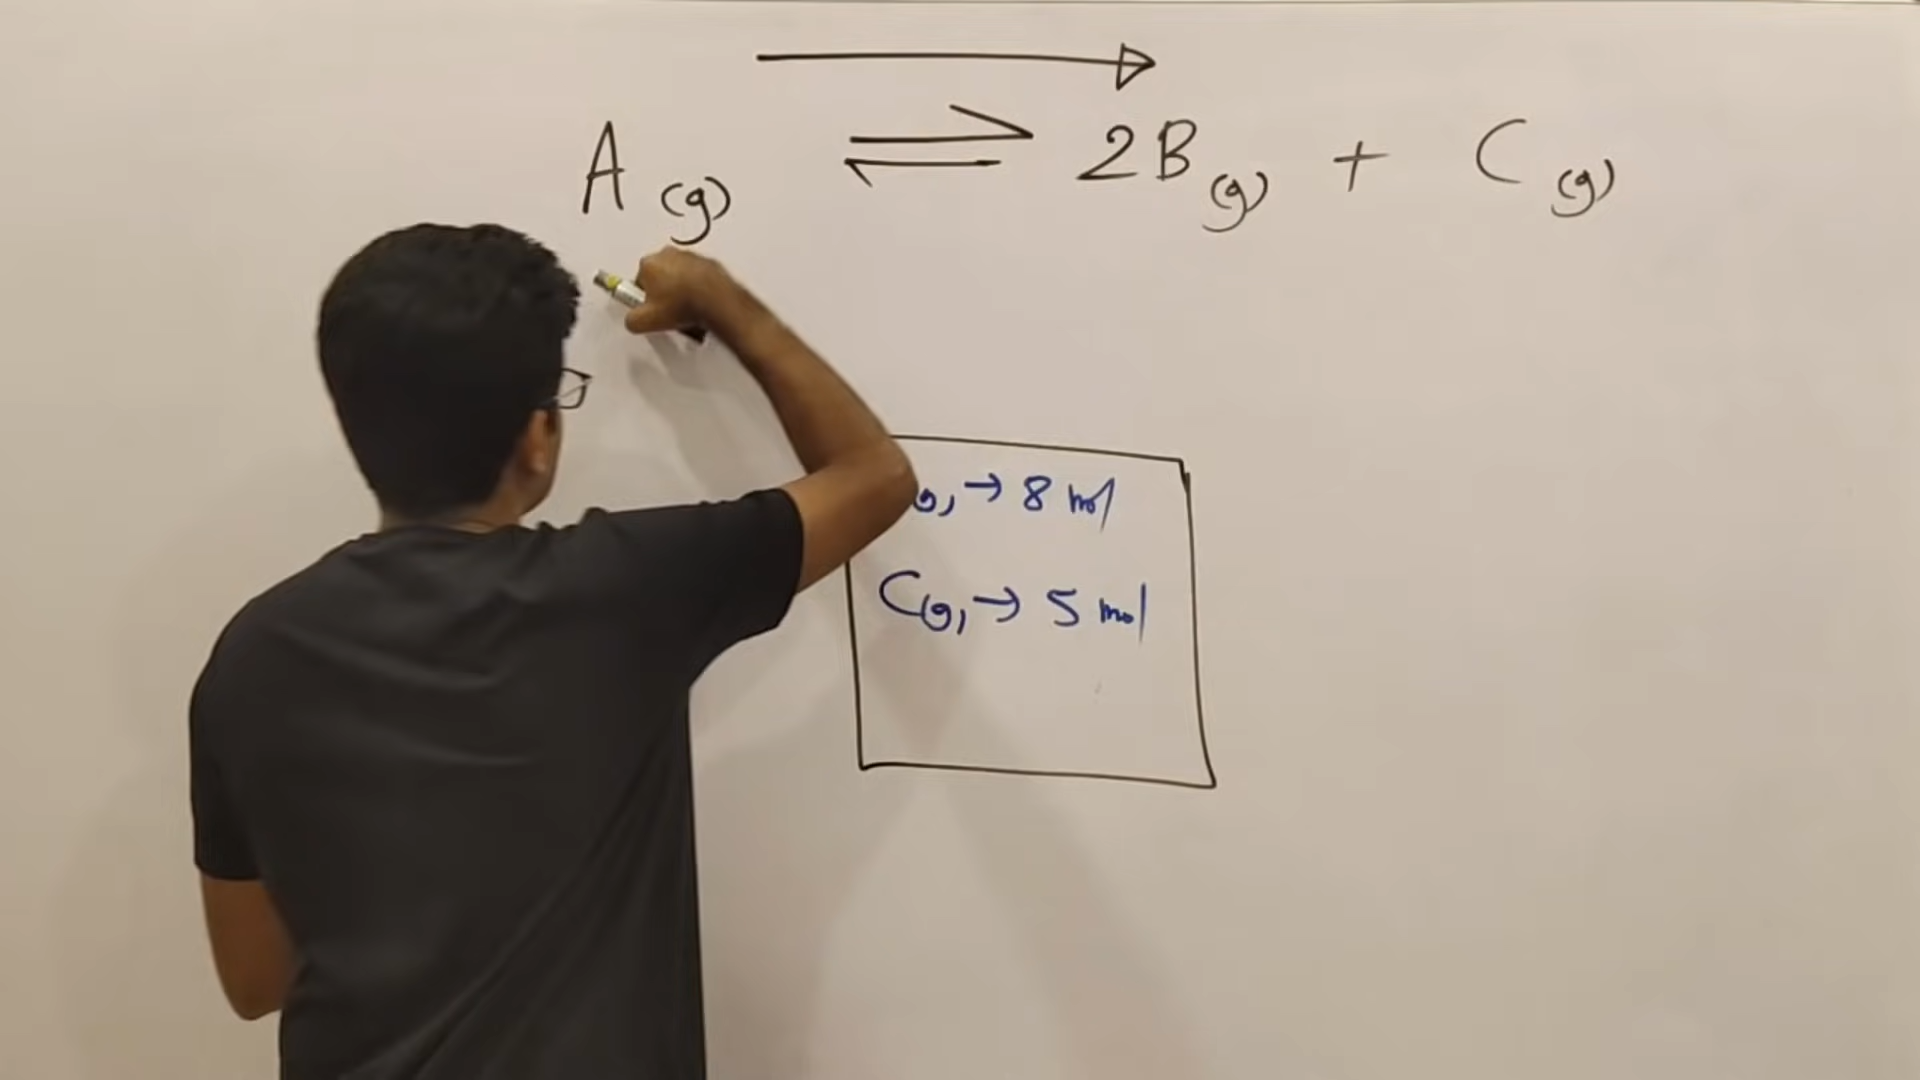 A (g) ⇌ 2B (g) + C (g)
(g) → 8 mol
C(g) → 5 mol